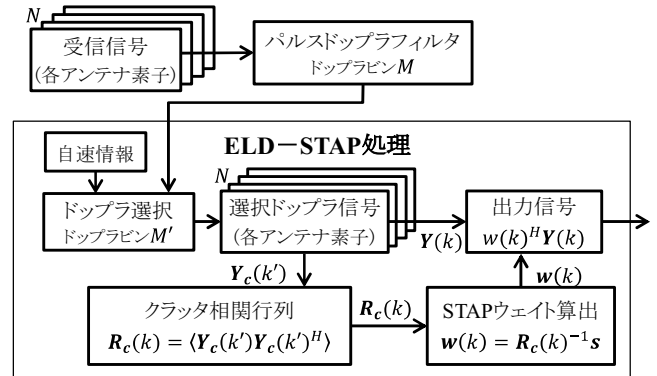 N
受信信号
(各アンテナ素子)
パルスドップラフィルタ
ドップラビンM
ELD－STAP処理
自速情報
ドップラ選択
ドップラビンM′
N
選択ドップラ信号
(各アンテナ素子)
Y(k)
出力信号
w(k)^H Y(k)
Y_c(k′)
w(k)
クラッタ相関行列
R_c(k) = ⟨Y_c(k′)Y_c(k′)^H⟩
R_c(k)
STAPウェイト算出
w(k) = R_c(k)^{−1}s